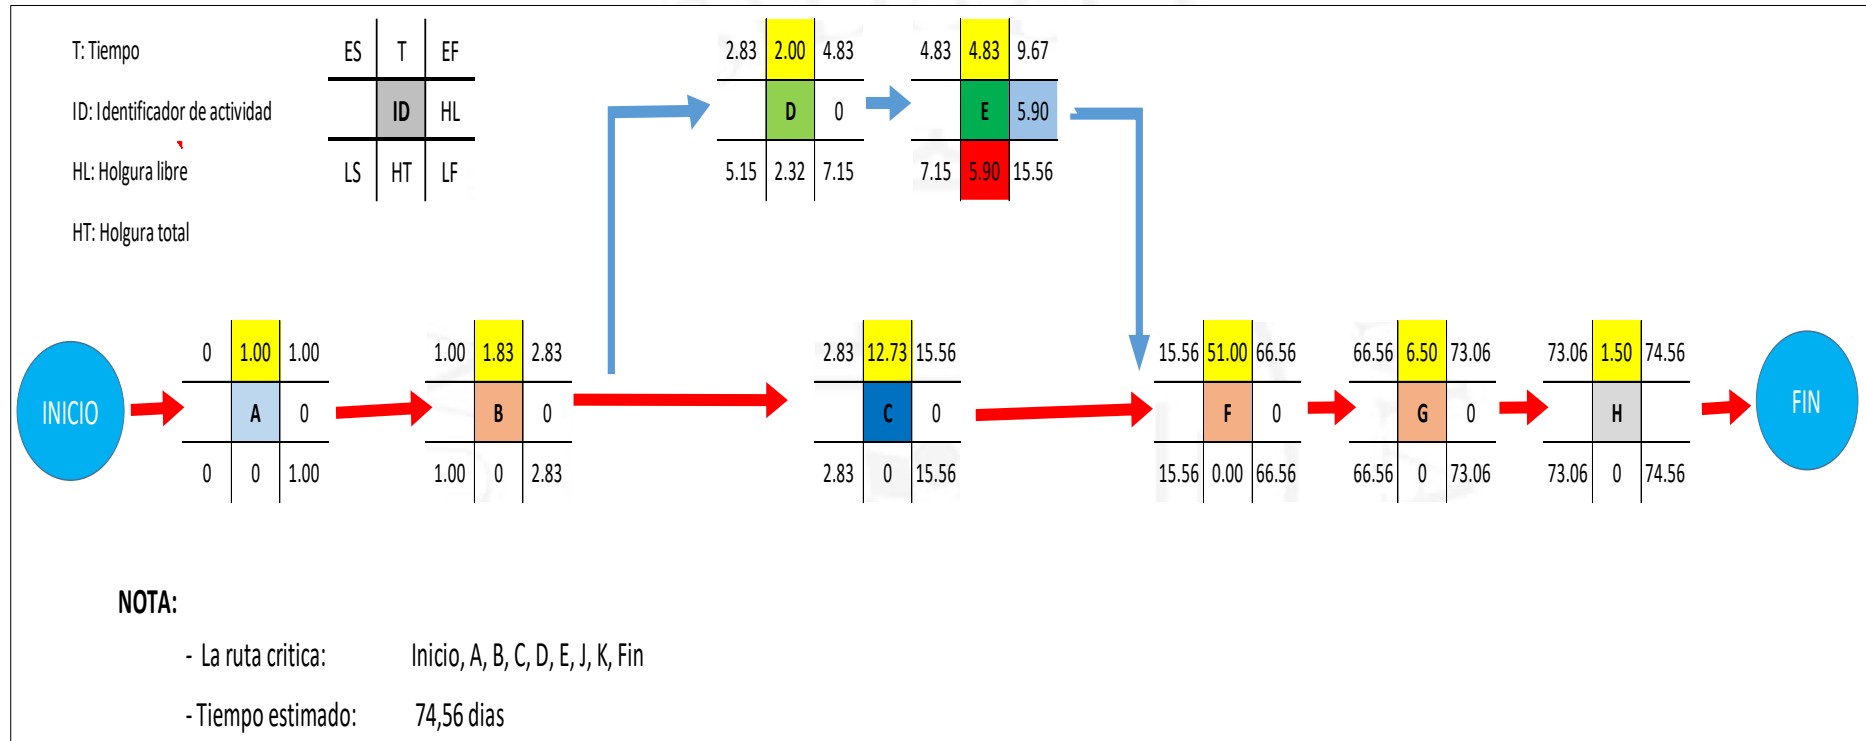 T: Tiempo
ID: Identificador de actividad
HL: Holgura libre
HT: Holgura total
ES T EF
ID HL
LS HT LF
2.83 2.00 4.83
D 0
5.15 2.32 7.15
4.83 4.83 9.67
E 5.90
7.15 5.90 15.56
INICIO
0 1.00 1.00
A 0
0 0 1.00
1.00 1.83 2.83
B 0
1.00 0 2.83
2.83 12.73 15.56
C 0
2.83 0 15.56
15.56 51.00 66.56
F 0
15.56 0.00 66.56
66.56 6.50 73.06
G 0
66.56 0 73.06
73.06 1.50 74.56
H
73.06 0 74.56
FIN
NOTA:
- La ruta critica: Inicio, A, B, C, D, E, J, K, Fin
- Tiempo estimado: 74,56 dias